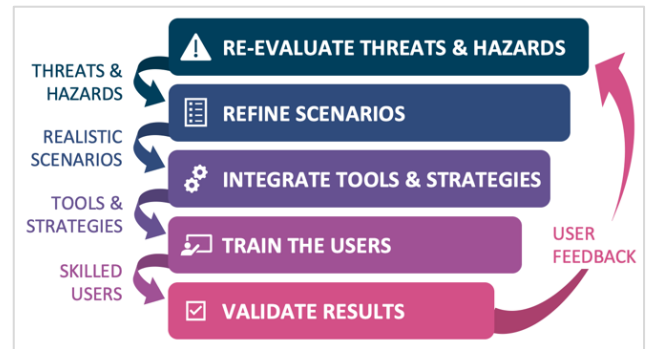 RE-EVALUATE THREATS & HAZARDS
THREATS &
HAZARDS
REFINE SCENARIOS
REALISTIC
SCENARIOS
INTEGRATE TOOLS & STRATEGIES
TOOLS &
STRATEGIES
TRAIN THE USERS
SKILLED
USERS
VALIDATE RESULTS
USER
FEEDBACK